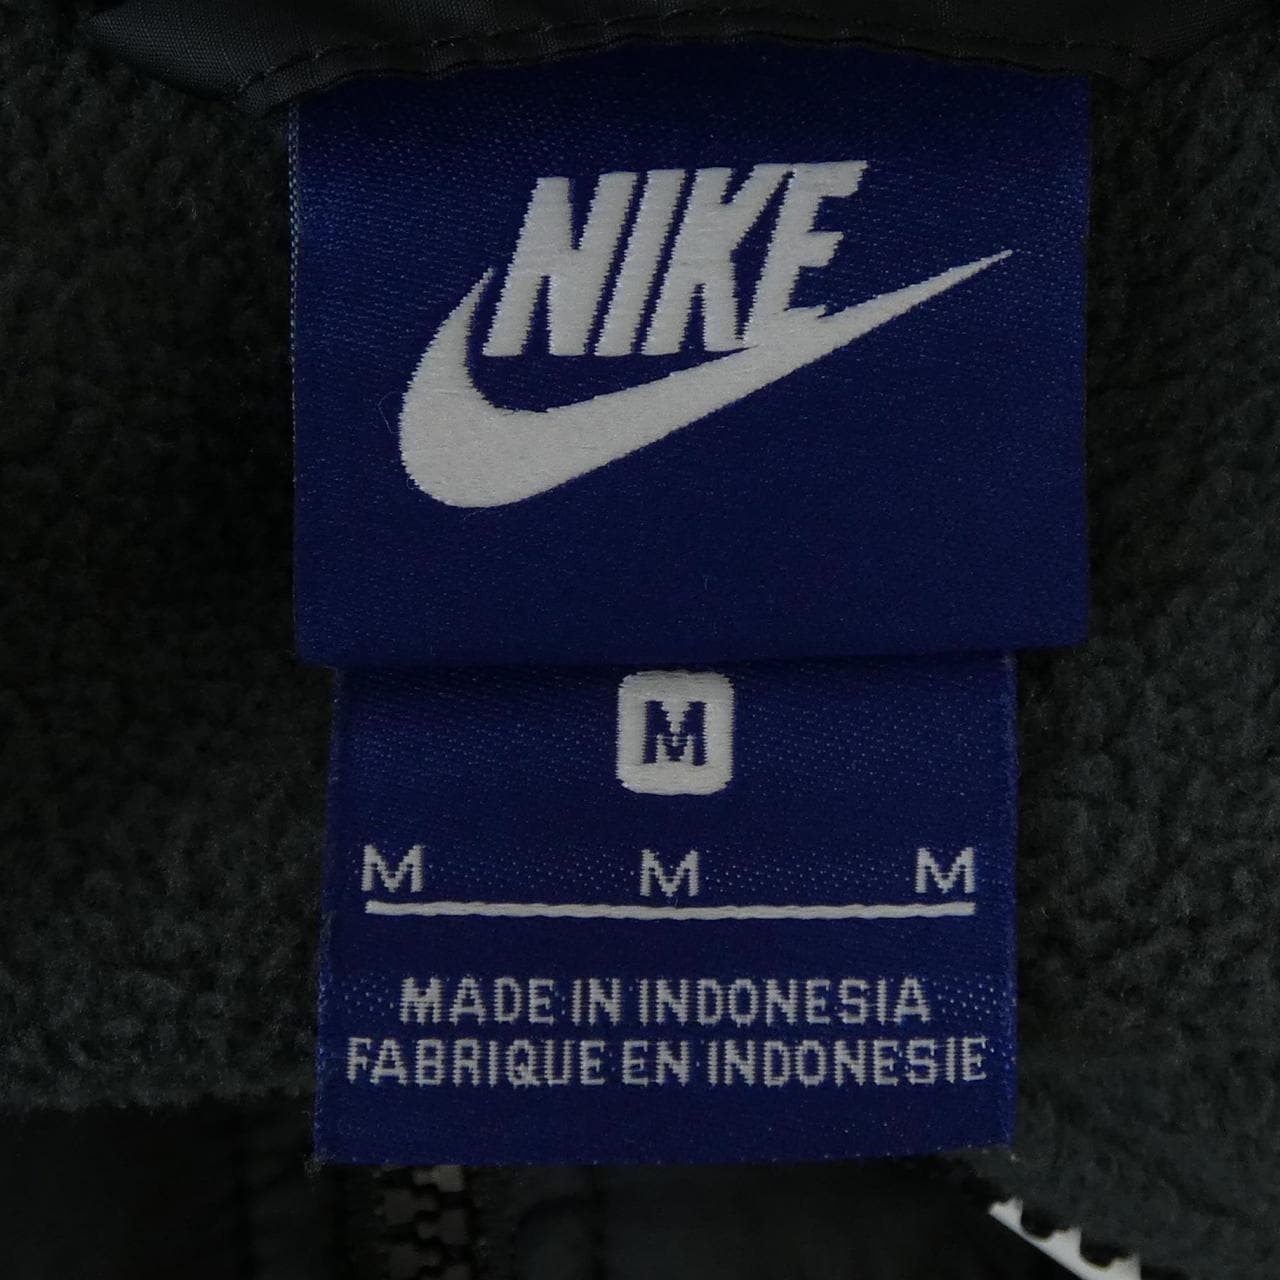 NIKE
M
M M M
MADE IN INDONESIA
FABRIQUE EN INDONESIE